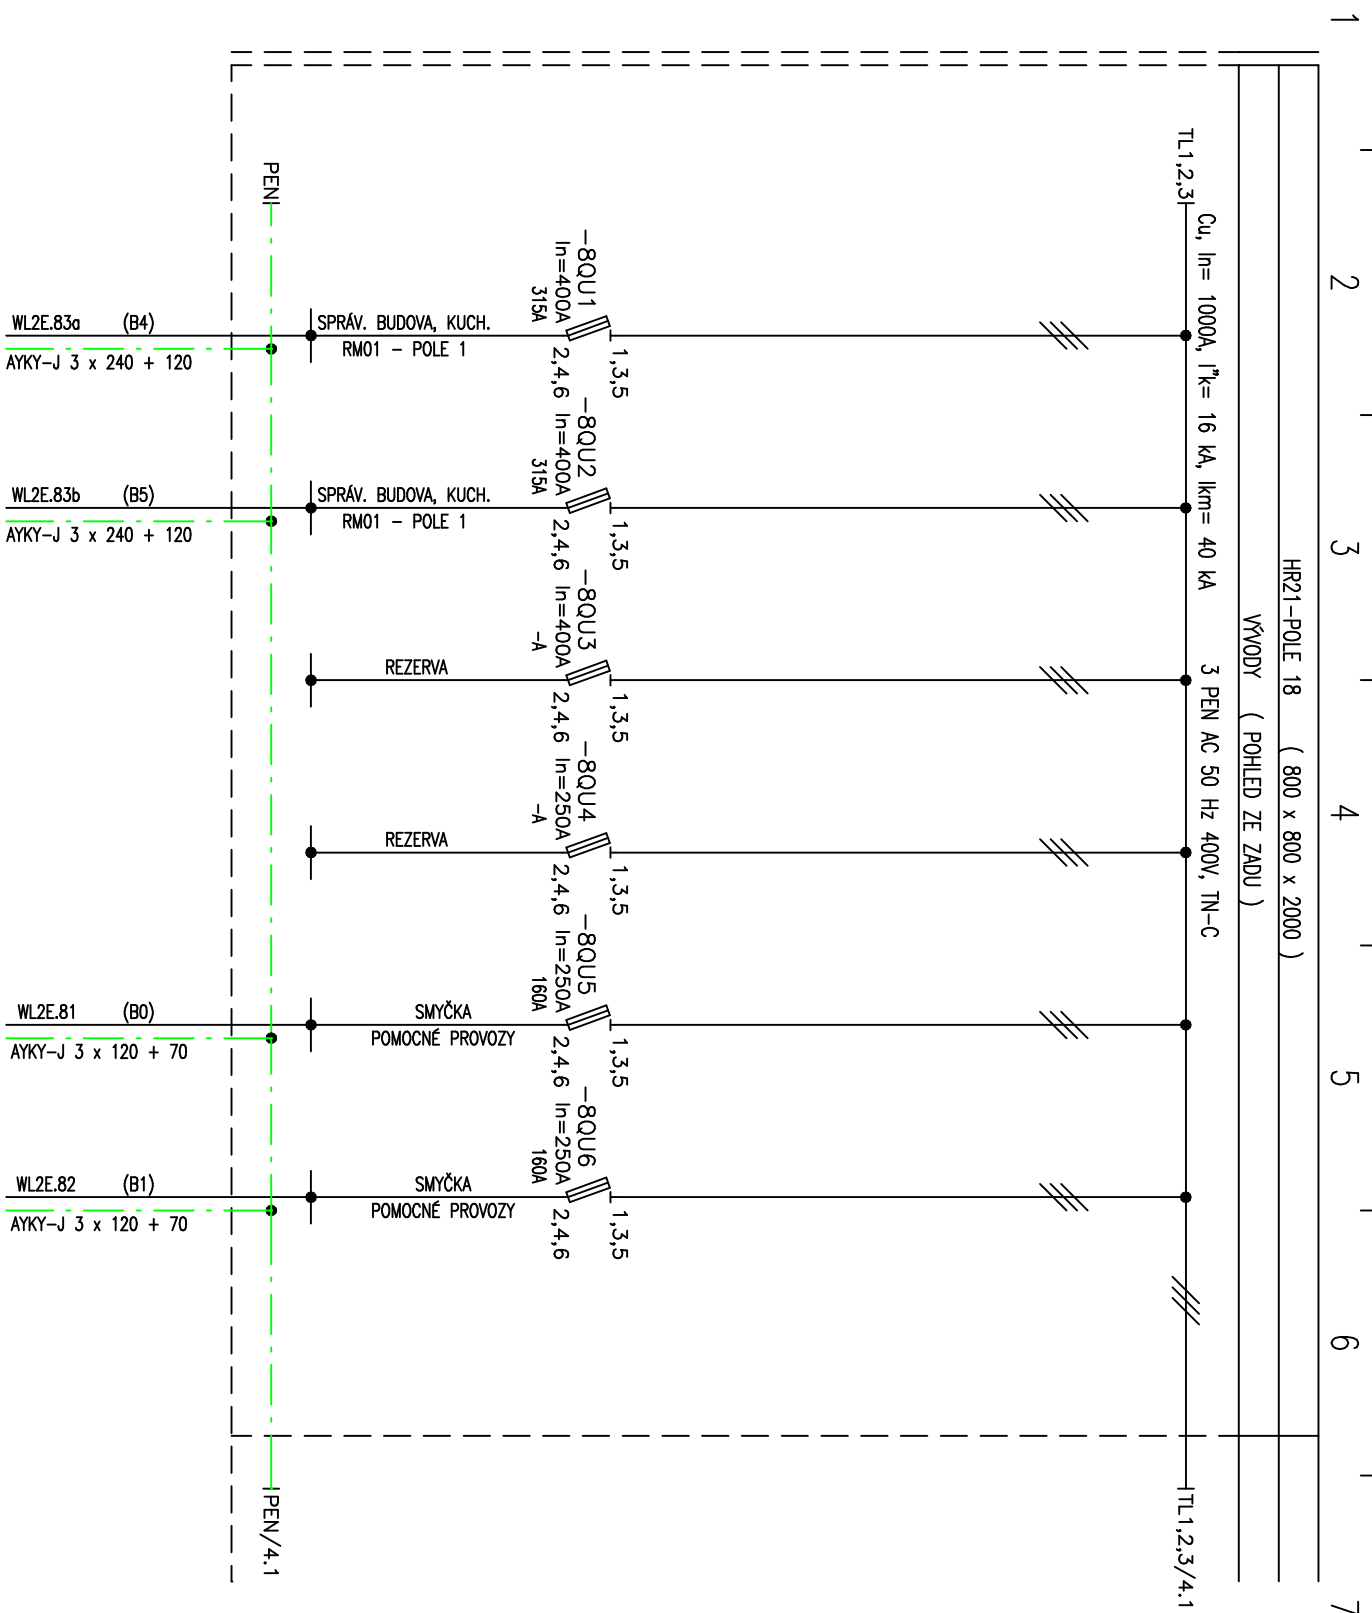 1
2
3
4
5
6
7
HR21-POLE 18 ( 800 x 800 x 2000 )
VÝVODY ( POHLED ZE ZADU )
Cu, In= 1000A, I"k= 16 kA, Ikm= 40 kA 3 PEN AC 50 Hz 400V, TN-C
TL1,2,3
TL1,2,3/4.1
-8QU1
In=400A
315A
1,3,5
2,4,6
-8QU2
In=400A
315A
1,3,5
2,4,6
-8QU3
In=400A
-A
1,3,5
2,4,6
-8QU4
In=250A
-A
1,3,5
2,4,6
-8QU5
In=250A
160A
1,3,5
2,4,6
-8QU6
In=250A
160A
1,3,5
2,4,6
SPRÁV. BUDOVA, KUCH.
RM01 - POLE 1
SPRÁV. BUDOVA, KUCH.
RM01 - POLE 1
REZERVA
REZERVA
SMYČKA
POMOCNÉ PROVOZY
SMYČKA
POMOCNÉ PROVOZY
PEN
PEN/4.1
WL2E.83a (B4)
AYKY-J 3 x 240 + 120
WL2E.83b (B5)
AYKY-J 3 x 240 + 120
WL2E.81 (B0)
AYKY-J 3 x 120 + 70
WL2E.82 (B1)
AYKY-J 3 x 120 + 70